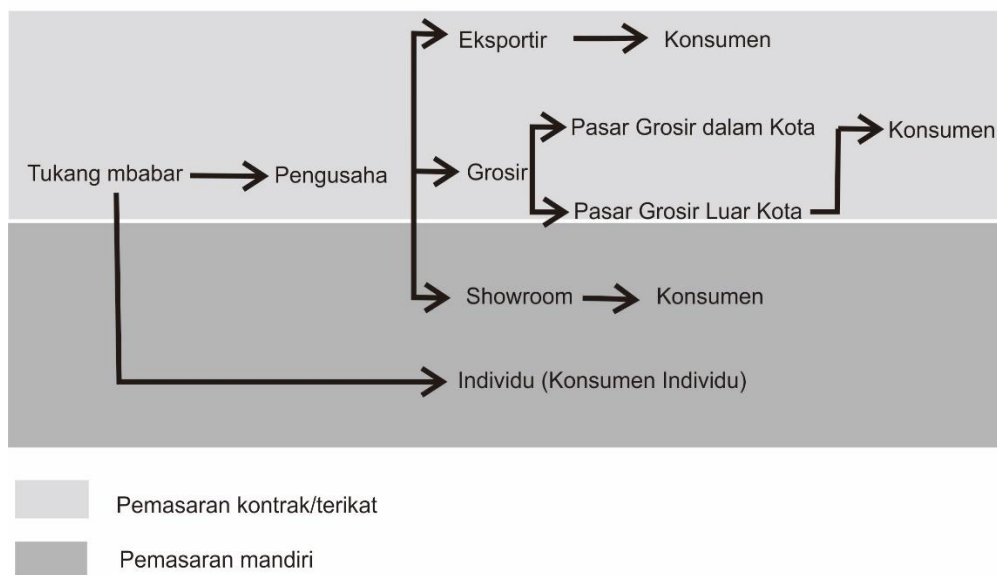 Eksportir
Konsumen
Pasar Grosir dalam Kota
Konsumen
Tukang mbabar
Pengusaha
Grosir
Pasar Grosir Luar Kota
Showroom
Konsumen
Individu (Konsumen Individu)
Pemasaran kontrak/terikat
Pemasaran mandiri